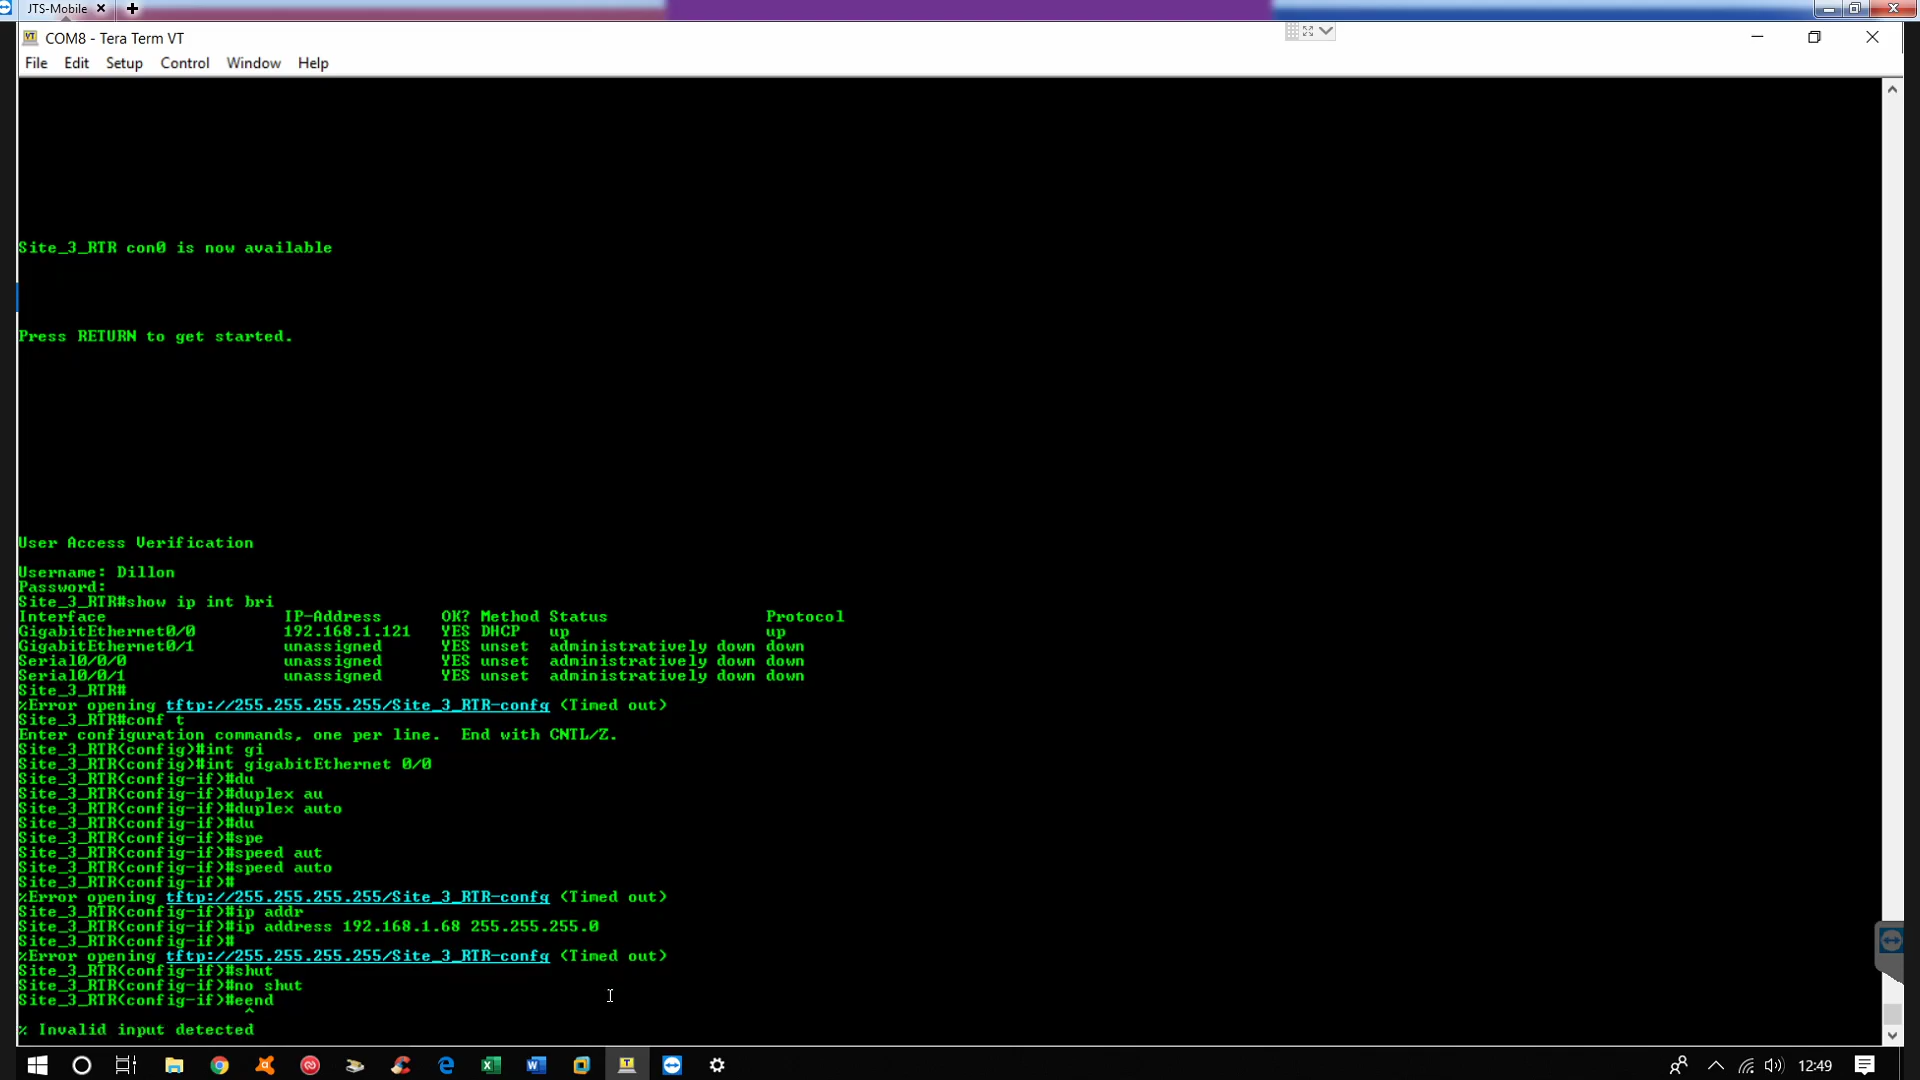 JTS-Mobile
COM8 - Tera Term VT
File Edit Setup Control Window Help
Site_3_RTR con0 is now available
Press RETURN to get started.
User Access Verification
Username: Dillon
Password:
Site_3_RTR#show ip int bri
Interface IP-Address OK? Method Status Protocol
GigabitEthernet0/0 192.168.1.121 YES DHCP up up
GigabitEthernet0/1 unassigned YES unset administratively down down
Serial0/0/0 unassigned YES unset administratively down down
Serial0/0/1 unassigned YES unset administratively down down
Site_3_RTR#
%Error opening tftp://255.255.255.255/Site_3_RTR-confg (Timed out)
Site_3_RTR#conf t
Enter configuration commands, one per line. End with CNTL/Z.
Site_3_RTR(config)#int gi
Site_3_RTR(config)#int gigabitEthernet 0/0
Site_3_RTR(config-if)#du
Site_3_RTR(config-if)#duplex au
Site_3_RTR(config-if)#duplex auto
Site_3_RTR(config-if)#du
Site_3_RTR(config-if)#spe
Site_3_RTR(config-if)#speed aut
Site_3_RTR(config-if)#speed auto
Site_3_RTR(config-if)#
%Error opening tftp://255.255.255.255/Site_3_RTR-confg (Timed out)
Site_3_RTR(config-if)#ip addr
Site_3_RTR(config-if)#ip address 192.168.1.68 255.255.255.0
Site_3_RTR(config-if)#
%Error opening tftp://255.255.255.255/Site_3_RTR-confg (Timed out)
Site_3_RTR(config-if)#shut
Site_3_RTR(config-if)#no shut
Site_3_RTR(config-if)#eend
^
% Invalid input detected
12:49